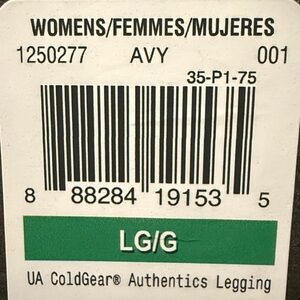 WOMENS/FEMMES/MUJERES
1250277 AVY 001
35-P1-75
8 88284 19153 5
LG/G
UA ColdGear® Authentics Legging